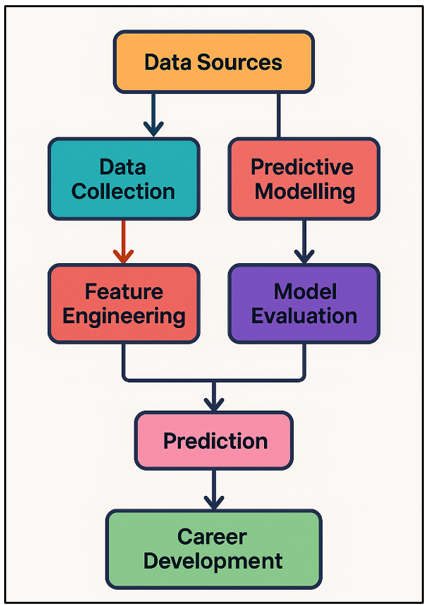 Data Sources
Data
Collection
Predictive
Modelling
Feature
Engineering
Model
Evaluation
Prediction
Career
Development